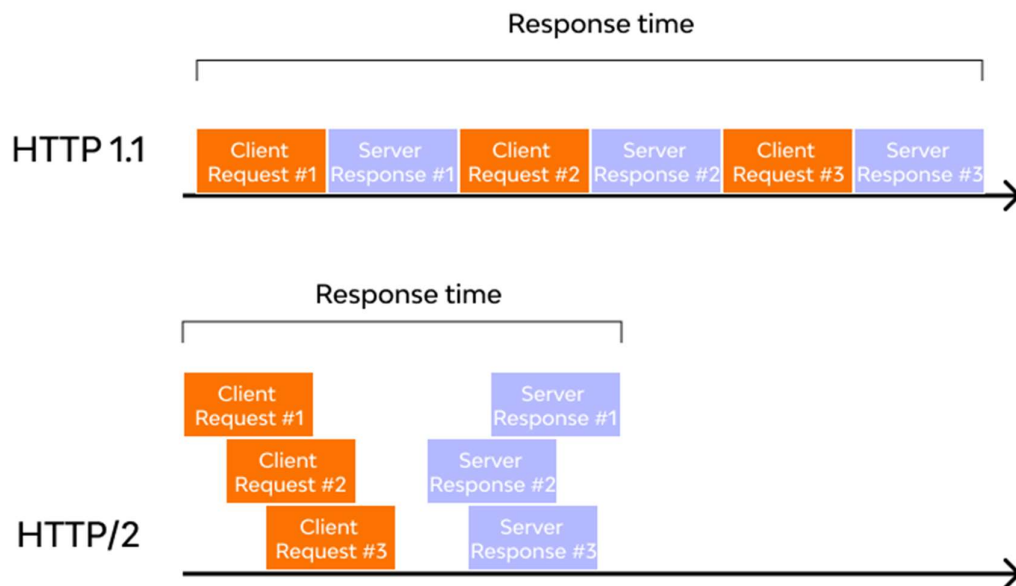 Response time
HTTP 1.1
Client
Request #1
Server
Response #1
Client
Request #2
Server
Response #2
Client
Request #3
Server
Response #3
Response time
Client
Request #1
Server
Response #1
Client
Request #2
Server
Response #2
HTTP/2
Client
Request #3
Server
Response #3